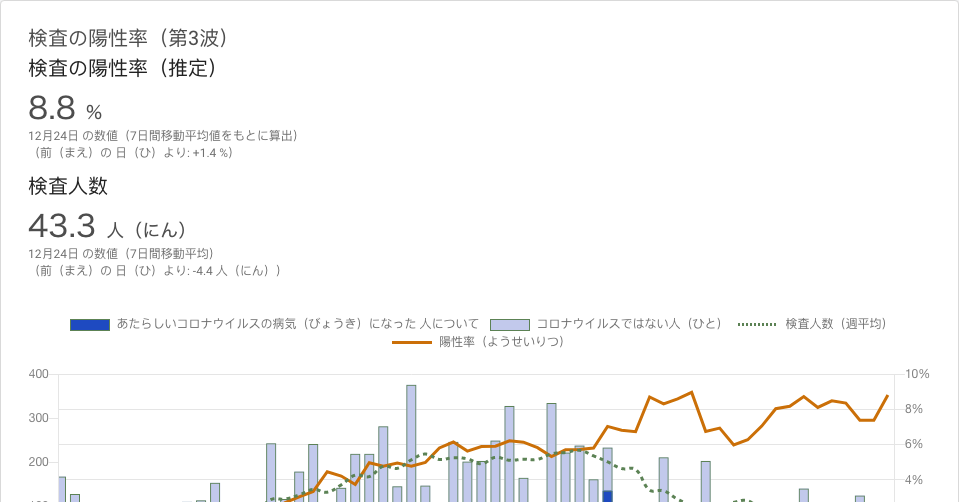 検査の陽性率（第3波）
検査の陽性率（推定）
8.8 %
12月24日 の数値（7日間移動平均値をもとに算出）
（前（まえ）の 日（ひ）より: +1.4 %）
検査人数
43.3 人（にん）
12月24日 の数値（7日間移動平均）
（前（まえ）の 日（ひ）より: -4.4 人（にん））
あたらしいコロナウイルスの病気（びょうき）になった 人について コロナウイルスではない人（ひと） 検査人数（週平均）
陽性率（ようせいりつ）
400 10%
300 8%
200 6%
4%